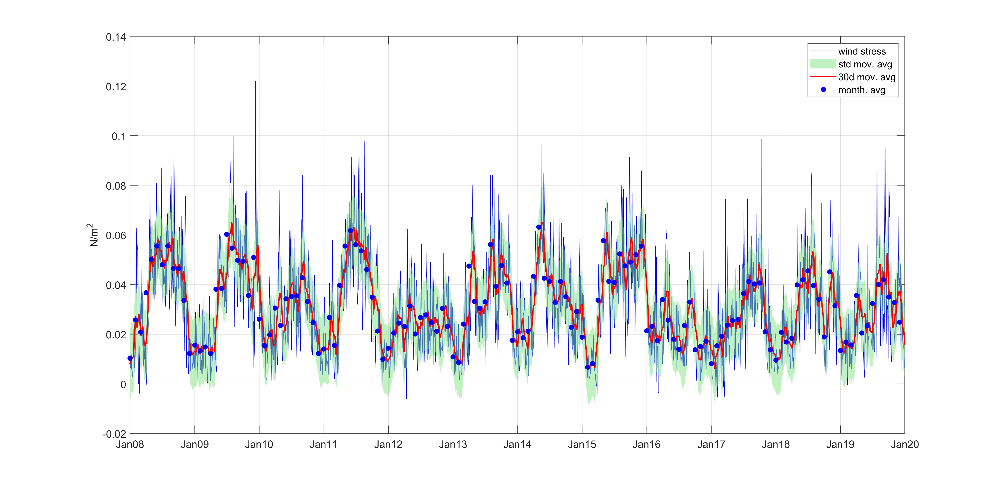 0.14
0.12
0.1
0.08
0.06
0.04
0.02
0
-0.02
N/m²
Jan08 Jan09 Jan10 Jan11 Jan12 Jan13 Jan14 Jan15 Jan16 Jan17 Jan18 Jan19 Jan20
wind stress
std mov. avg
30d mov. avg
month. avg